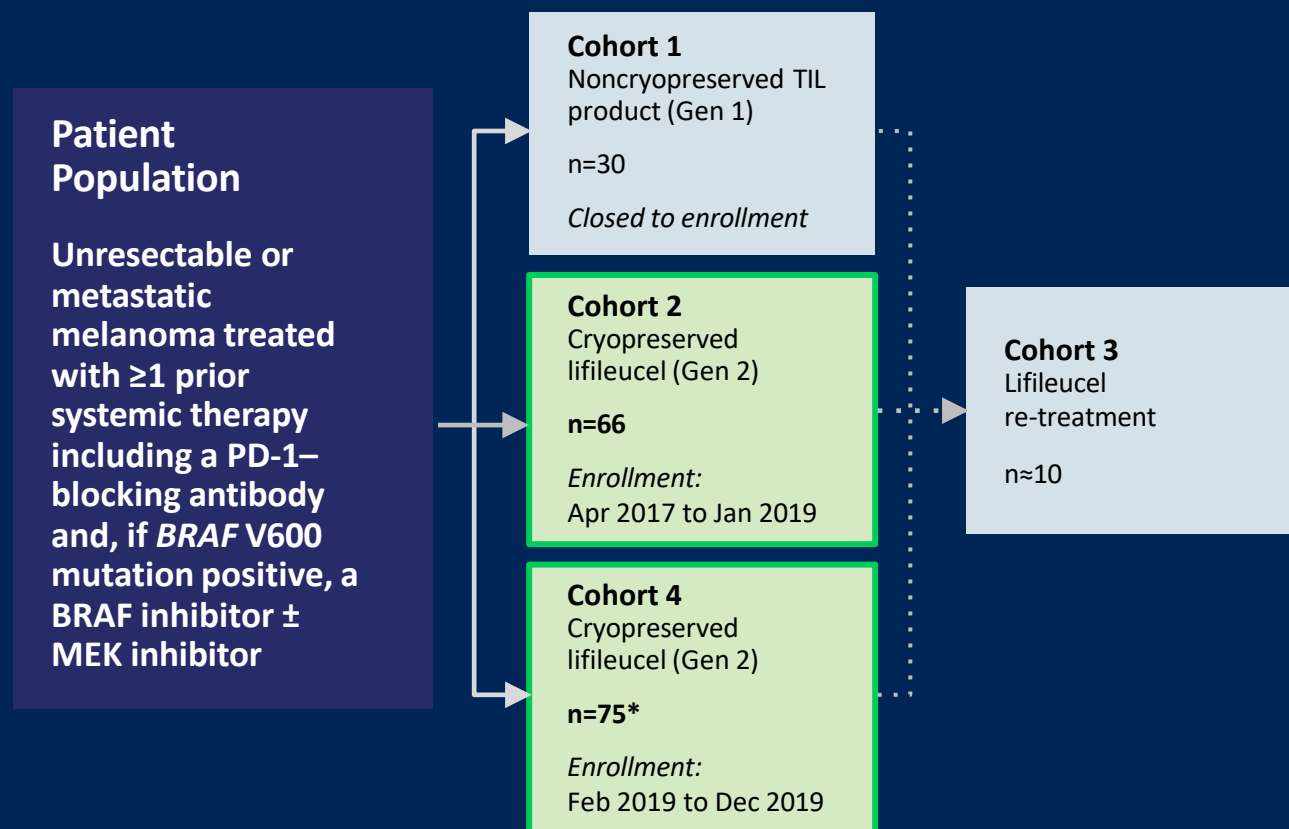 Patient
Population
Unresectable or
metastatic
melanoma treated
with ≥1 prior
systemic therapy
including a PD-1–
blocking antibody
and, if BRAF V600
mutation positive, a
BRAF inhibitor ±
MEK inhibitor
Cohort 1
Noncryopreserved TIL
product (Gen 1)
n=30
Closed to enrollment
Cohort 2
Cryopreserved
lifileucel (Gen 2)
n=66
Enrollment:
Apr 2017 to Jan 2019
Cohort 4
Cryopreserved
lifileucel (Gen 2)
n=75*
Enrollment:
Feb 2019 to Dec 2019
Cohort 3
Lifileucel
re-treatment
n≈10